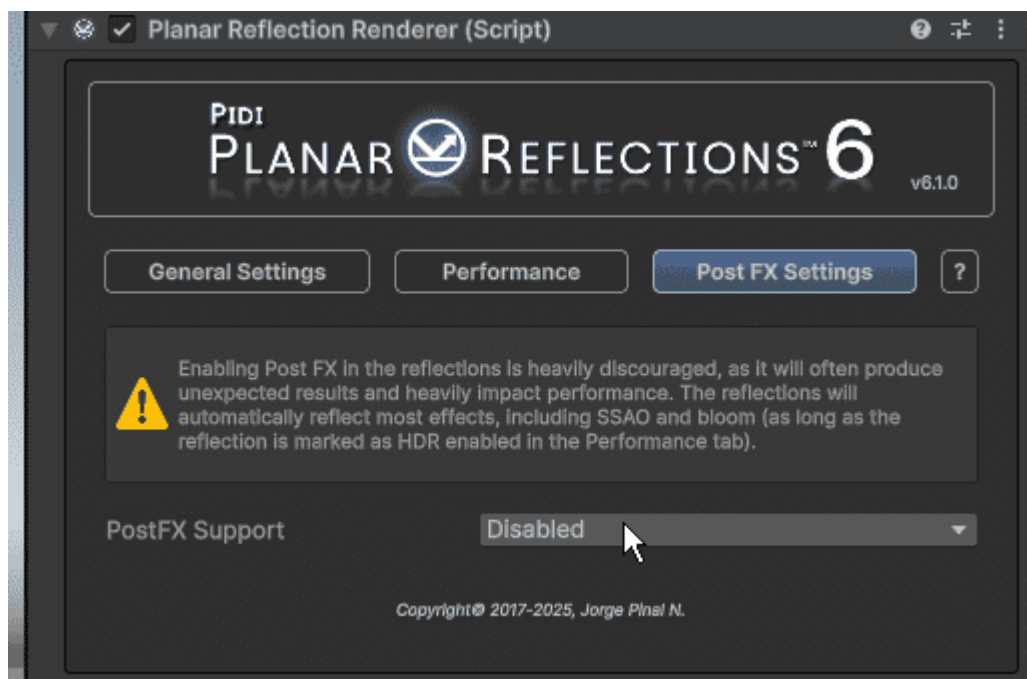 Planar Reflection Renderer (Script)
PIDI
PLANAR REFLECTIONS™ 6
v6.1.0
General Settings Performance Post FX Settings ?
Enabling Post FX in the reflections is heavily discouraged, as it will often produce
unexpected results and heavily impact performance. The reflections will
automatically reflect most effects, including SSAO and bloom (as long as the
reflection is marked as HDR enabled in the Performance tab).
PostFX Support Disabled
Copyright© 2017-2025, Jorge Pinal N.